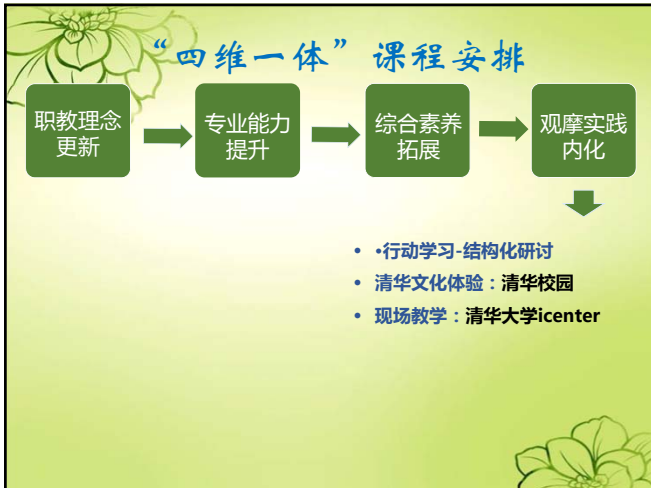 “四维一体”课程安排
职教理念
更新
专业能力
提升
综合素养
拓展
观摩实践
内化
• •行动学习-结构化研讨
• 清华文化体验：清华校园
• 现场教学：清华大学icenter